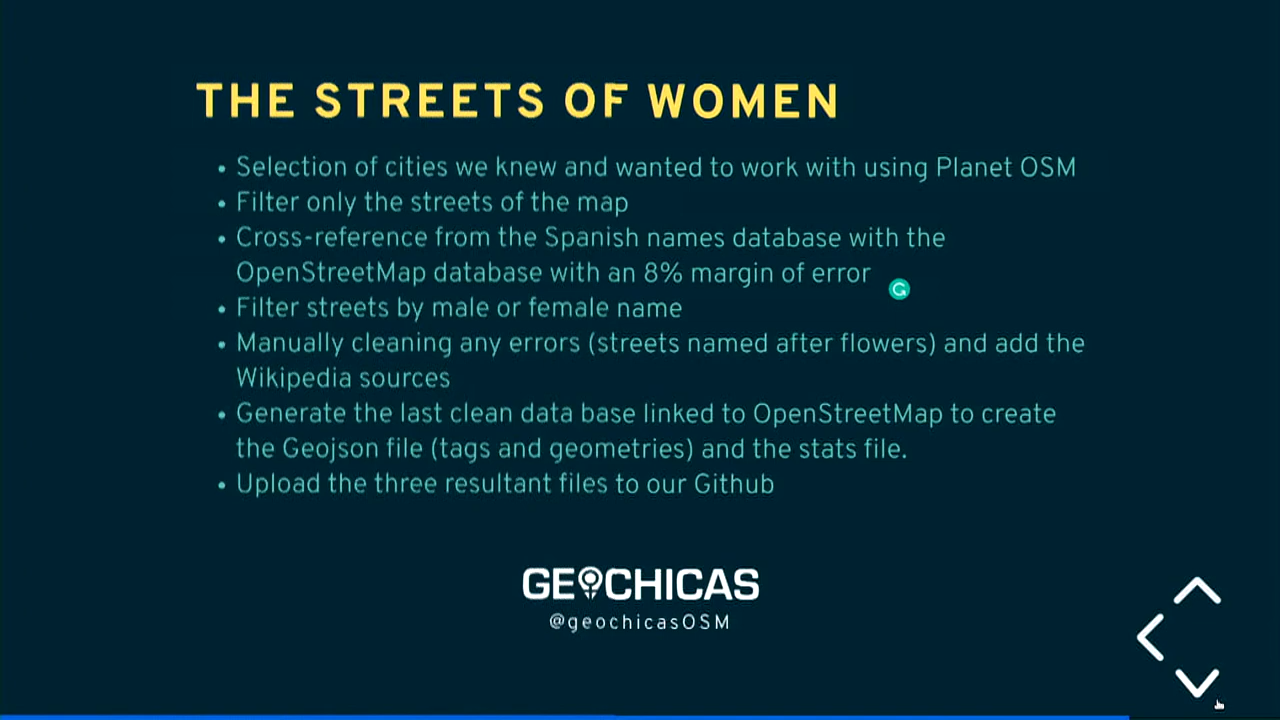 THE STREETS OF WOMEN
• Selection of cities we knew and wanted to work with using Planet OSM
• Filter only the streets of the map
• Cross-reference from the Spanish names database with the
OpenStreetMap database with an 8% margin of error
• Filter streets by male or female name
• Manually cleaning any errors (streets named after flowers) and add the
Wikipedia sources
• Generate the last clean data base linked to OpenStreetMap to create
the Geojson file (tags and geometries) and the stats file.
• Upload the three resultant files to our Github
GEOCHICAS
@geochicasOSM